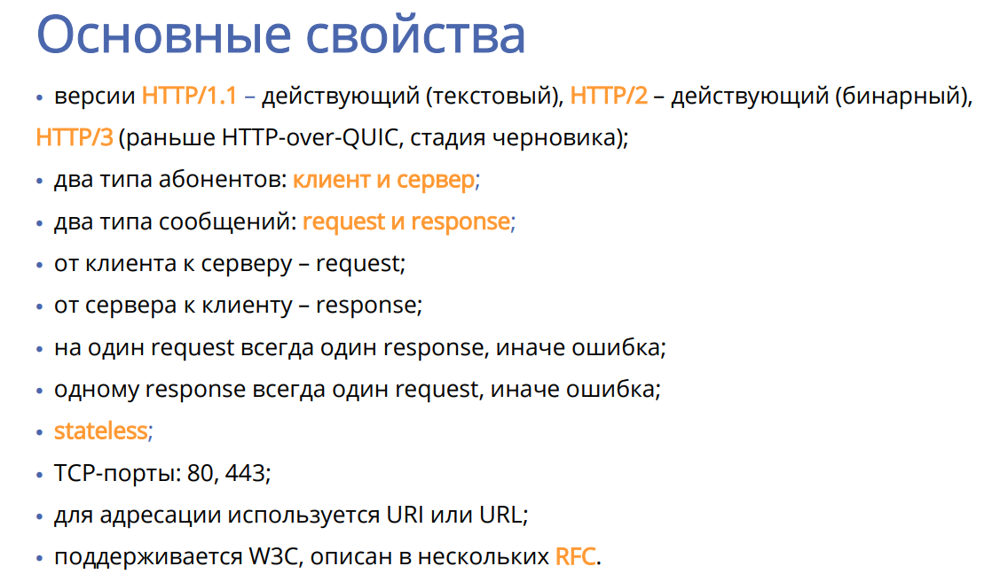 Основные свойства
• версии HTTP/1.1 – действующий (текстовый), HTTP/2 – действующий (бинарный),
HTTP/3 (раньше HTTP-over-QUIC, стадия черновика);
• два типа абонентов: клиент и сервер;
• два типа сообщений: request и response;
• от клиента к серверу – request;
• от сервера к клиенту – response;
• на один request всегда один response, иначе ошибка;
• одному response всегда один request, иначе ошибка;
• stateless;
• TCP-порты: 80, 443;
• для адресации используется URI или URL;
• поддерживается W3C, описан в нескольких RFC.